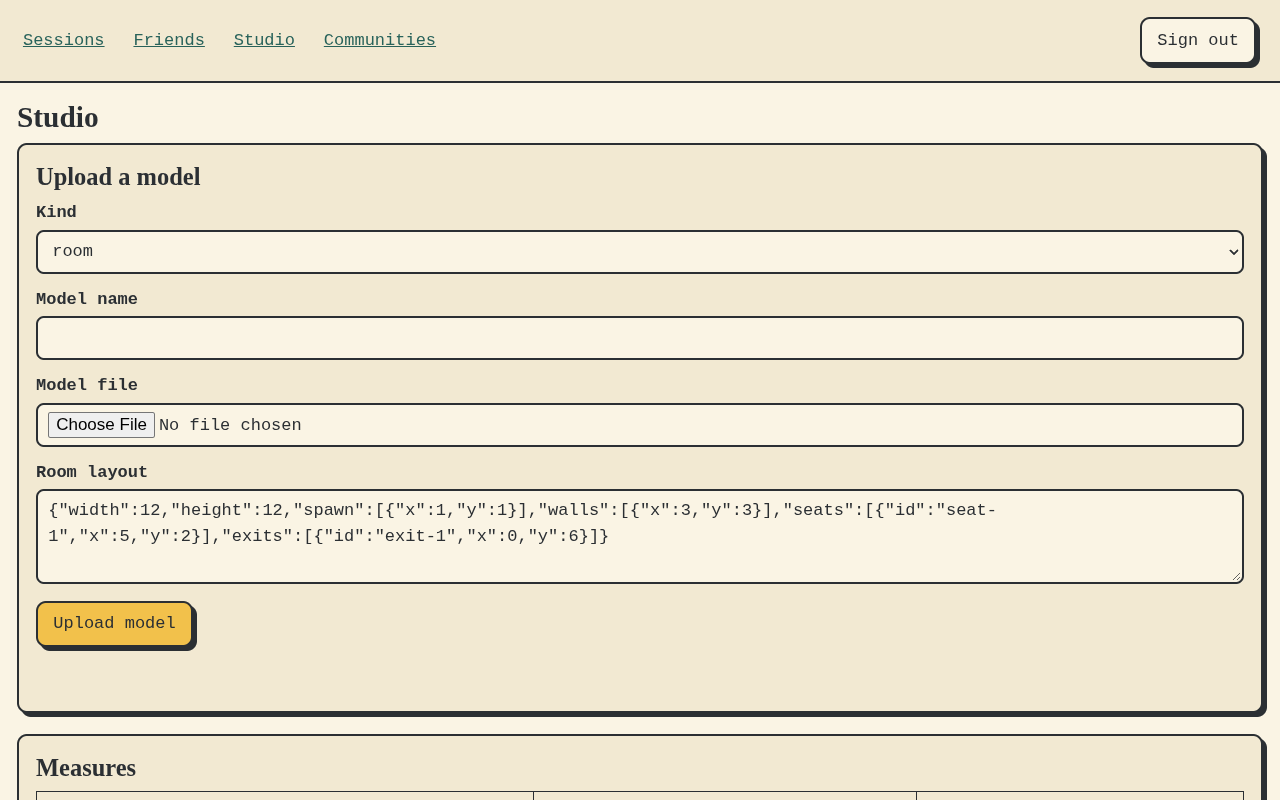 Sessions Friends Studio Communities Sign out
Studio
Upload a model
Kind
room
Model name
Model file
Choose File No file chosen
Room layout
{"width":12,"height":12,"spawn":[{"x":1,"y":1}],"walls":[{"x":3,"y":3}],"seats":[{"id":"seat-
1","x":5,"y":2}],"exits":[{"id":"exit-1","x":0,"y":6}]}
Upload model
Measures